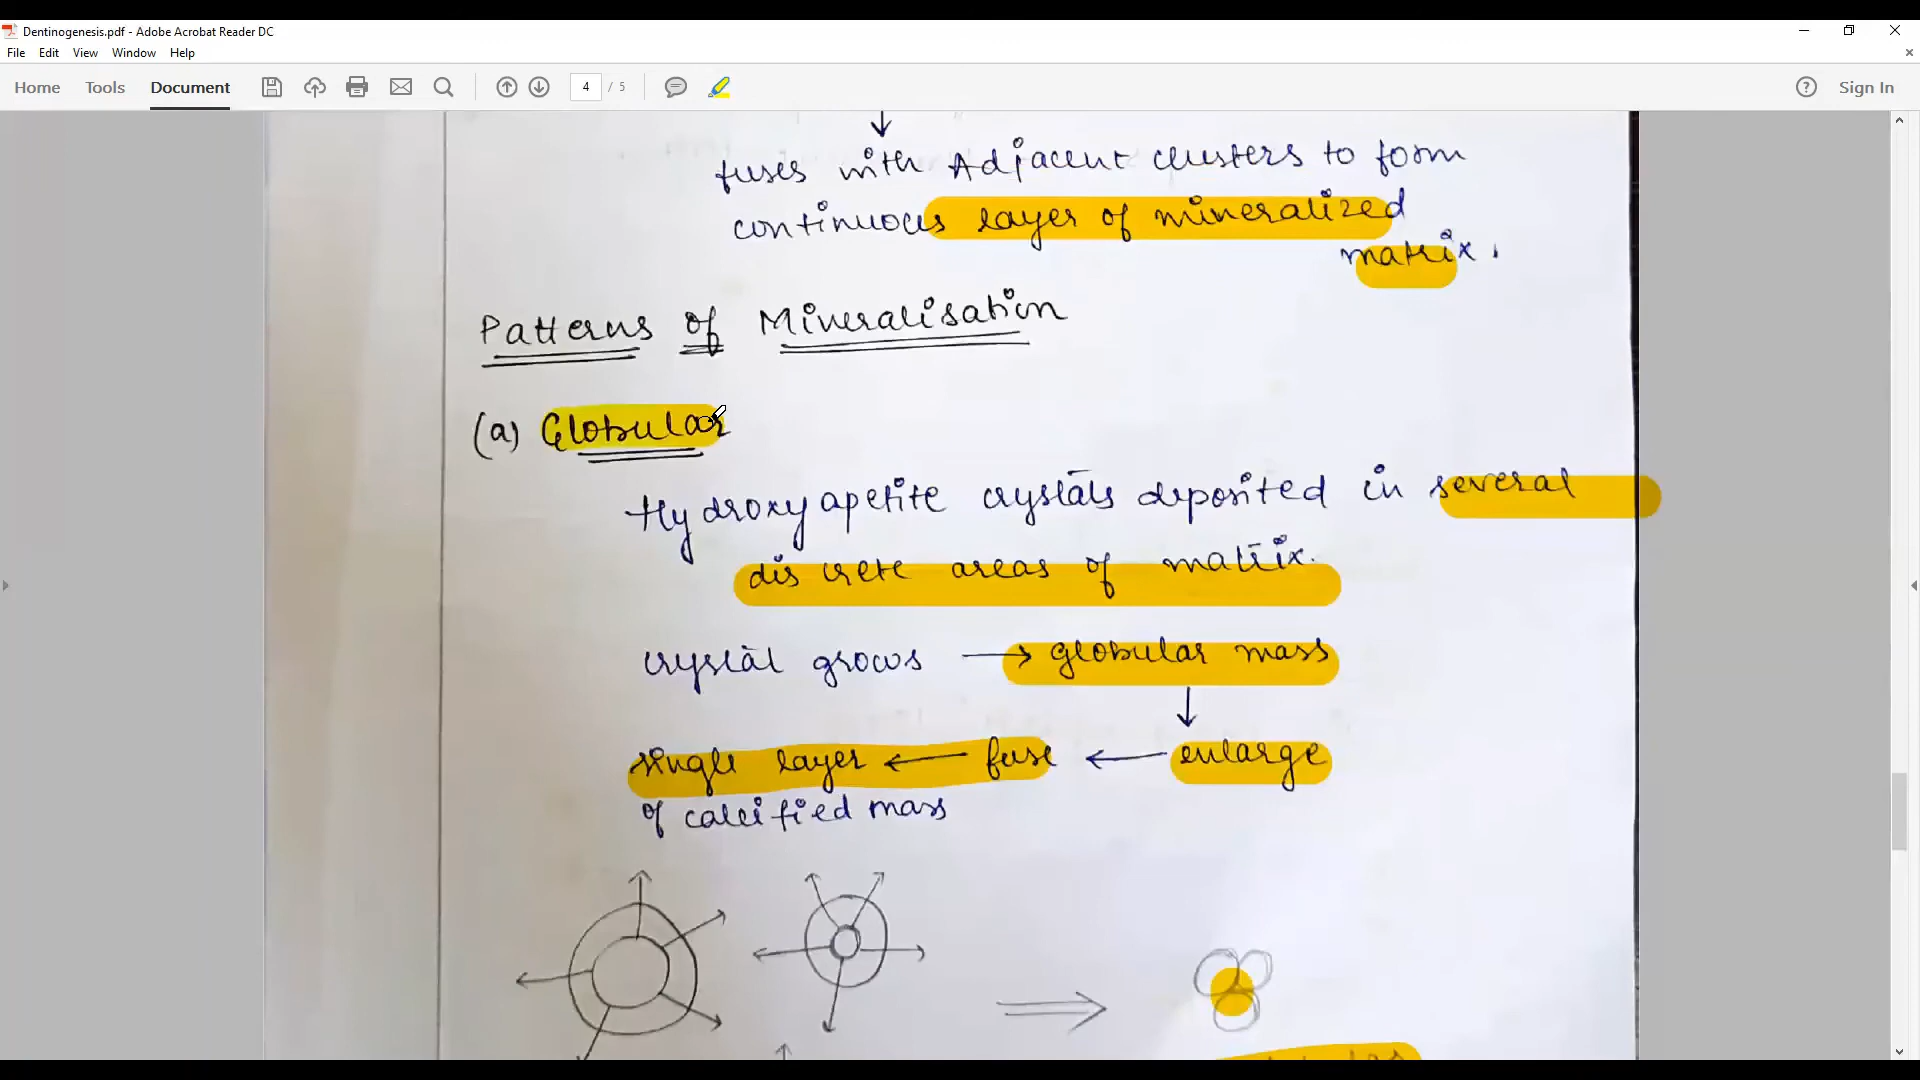 Dentinogenesis.pdf - Adobe Acrobat Reader DC
File Edit View Window Help
Home Tools Document 4 / 5 Sign In
fuses with Adjacent clusters to form
continuous layer of mineralized
matrix.
Patterns of Mineralisation
(a) Globular
Hydroxyapetite crystals deposited in several
discrete areas of matrix.
crystal grows → globular mass
↓
single layer ← fuse ← enlarge
of calcified mass